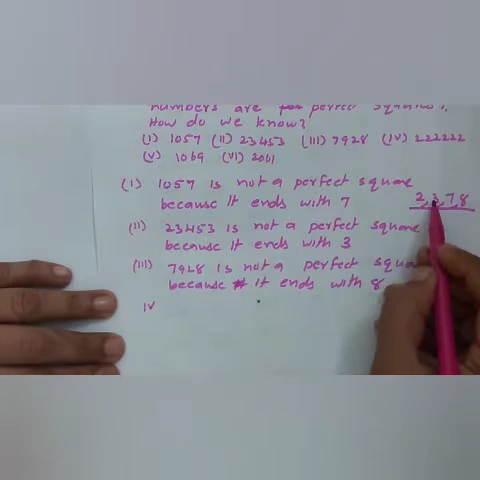 numbers are perfect squares?
How do we know?
(I) 1057 (II) 23453 (III) 7928 (IV) 222222
(V) 1069 (VI) 2061
(I) 1057 is not a perfect square
because it ends with 7
2 3 7 8
(II) 23453 is not a perfect square
because it ends with 3
(III) 7928 is not a perfect squa
because it ends with 8
IV